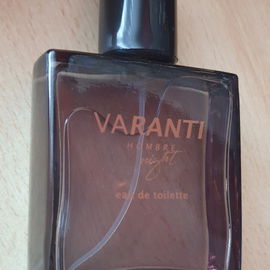 VARANTI
HOMBRE
night
eau de toilette